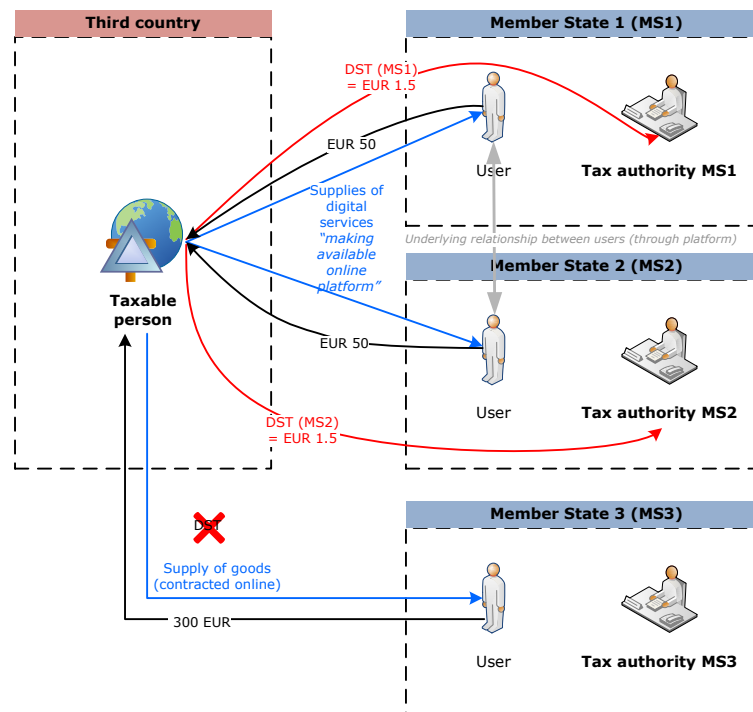 Third country
Member State 1 (MS1)
DST (MS1)
= EUR 1.5
EUR 50
User
Tax authority MS1
Supplies of
digital
services
“making
available
online
platform”
Underlying relationship between users (through platform)
Member State 2 (MS2)
Taxable
person
EUR 50
User
Tax authority MS2
DST (MS2)
= EUR 1.5
Member State 3 (MS3)
DST
Supply of goods
(contracted online)
300 EUR
User
Tax authority MS3